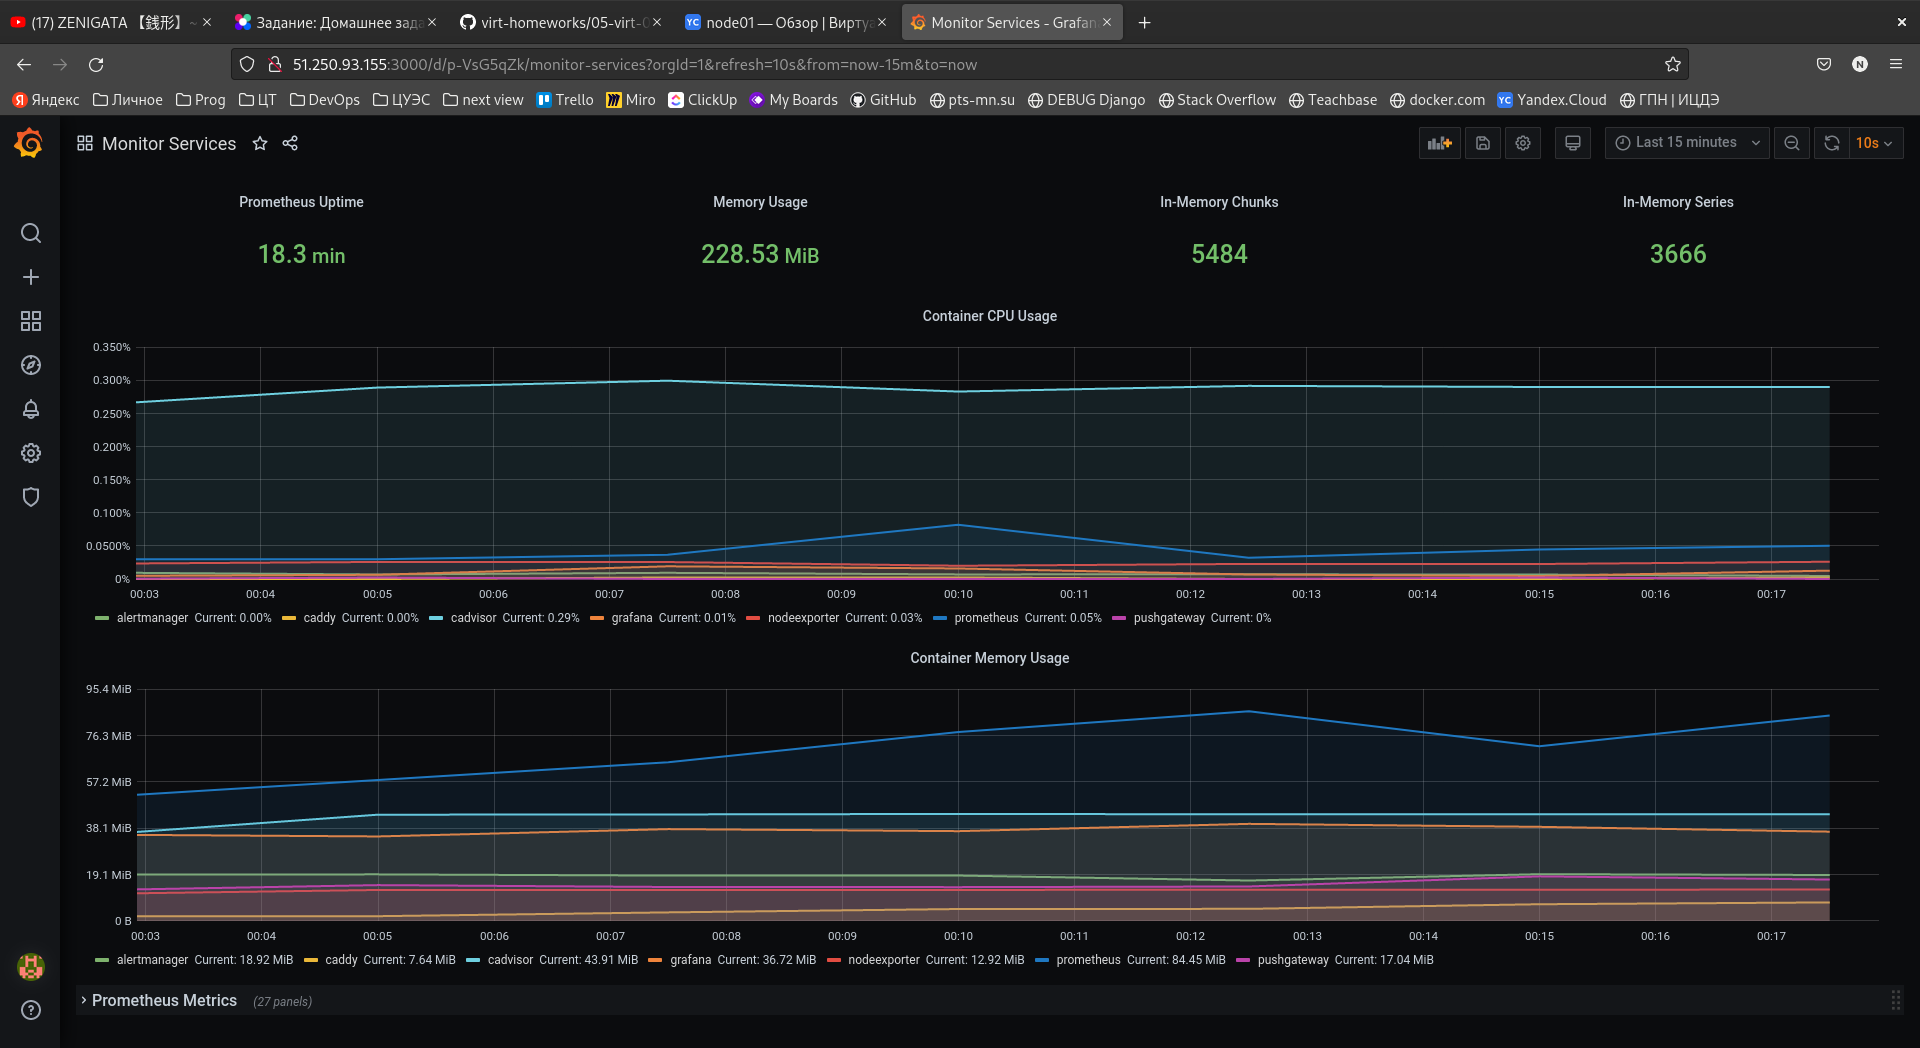 (17) ZENIGATA 【銭形】 ~
Задание: Домашнее зада
virt-homeworks/05-virt-0
YC node01 — Обзор | Вирту
Monitor Services - Grafan
51.250.93.155:3000/d/p-VsG5qZk/monitor-services?orgId=1&refresh=10s&from=now-15m&to=now
N
Я Яндекс Личное Prog ЦТ DevOps ЦУЭС next view Trello Miro ClickUp My Boards GitHub pts-mn.su DEBUG Django Stack Overflow Teachbase docker.com YC Yandex.Cloud ГПН | ИЦДЭ
Monitor Services
Last 15 minutes
10s
Prometheus Uptime
18.3 min
Memory Usage
228.53 MiB
In-Memory Chunks
5484
In-Memory Series
3666
Container CPU Usage
0.350%
0.300%
0.250%
0.200%
0.150%
0.100%
0.0500%
0%
00:03 00:04 00:05 00:06 00:07 00:08 00:09 00:10 00:11 00:12 00:13 00:14 00:15 00:16 00:17
alertmanager Current: 0.00% caddy Current: 0.00% cadvisor Current: 0.29% grafana Current: 0.01% nodeexporter Current: 0.03% prometheus Current: 0.05% pushgateway Current: 0%
Container Memory Usage
95.4 MiB
76.3 MiB
57.2 MiB
38.1 MiB
19.1 MiB
0 B
00:03 00:04 00:05 00:06 00:07 00:08 00:09 00:10 00:11 00:12 00:13 00:14 00:15 00:16 00:17
alertmanager Current: 18.92 MiB caddy Current: 7.64 MiB cadvisor Current: 43.91 MiB grafana Current: 36.72 MiB nodeexporter Current: 12.92 MiB prometheus Current: 84.45 MiB pushgateway Current: 17.04 MiB
Prometheus Metrics (27 panels)